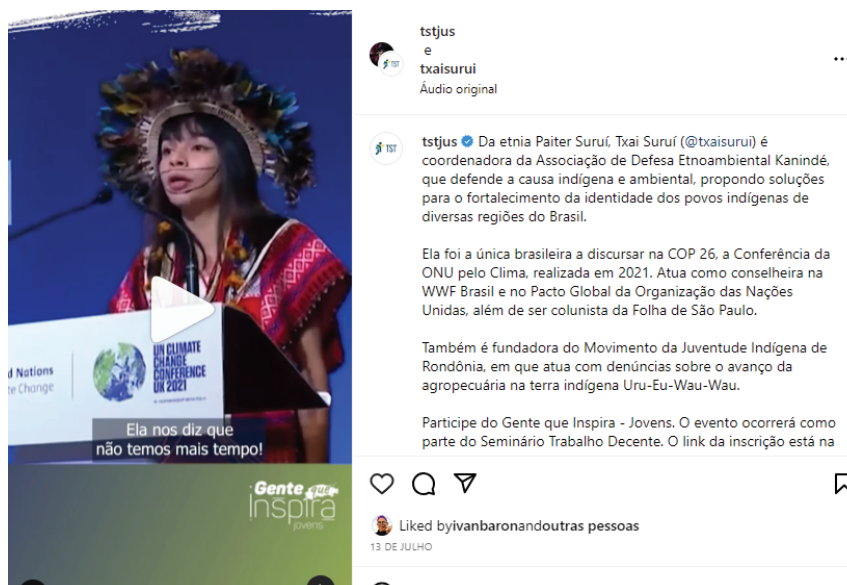 tstjus
e
txaisurui
Áudio original
TST
tstjus Da etnia Paiter Suruí, Txai Suruí (@txaisurui) é
coordenadora da Associação de Defesa Etnoambiental Kanindé,
que defende a causa indígena e ambiental, propondo soluções
para o fortalecimento da identidade dos povos indígenas de
diversas regiões do Brasil.
Ela foi a única brasileira a discursar na COP 26, a Conferência da
ONU pelo Clima, realizada em 2021. Atua como conselheira na
WWF Brasil e no Pacto Global da Organização das Nações
Unidas, além de ser colunista da Folha de São Paulo.
Também é fundadora do Movimento da Juventude Indígena de
Rondônia, em que atua com denúncias sobre o avanço da
agropecuária na terra indígena Uru-Eu-Wau-Wau.
Participe do Gente que Inspira - Jovens. O evento ocorrerá como
parte do Seminário Trabalho Decente. O link da inscrição está na
Liked byivanbaronandoutras pessoas
13 DE JULHO
d Nations
te Change
UN CLIMATE
CHANGE
CONFERENCE
UK 2021
Ela nos diz que
não temos mais tempo!
Gente que
inspira
jovens